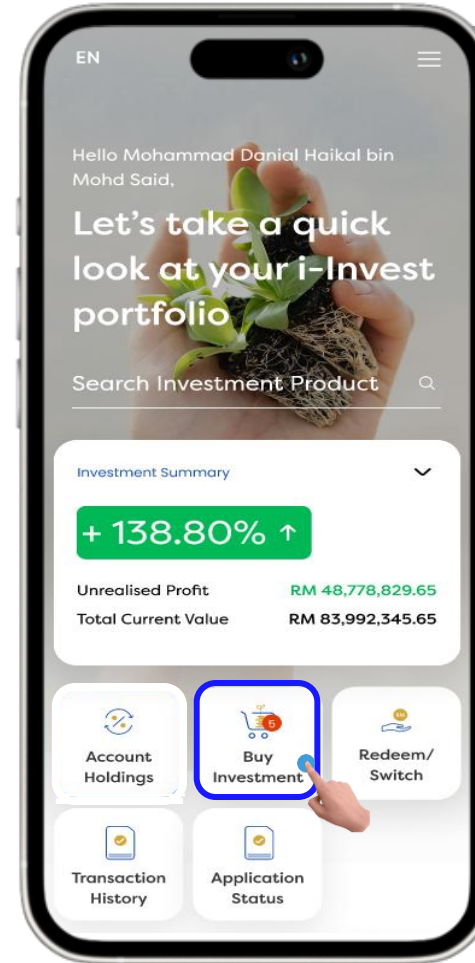 EN
Hello Mohammad Danial Haikal bin
Mohd Said,
Let's take a quick
look at your i-Invest
portfolio
Search Investment Product
Investment Summary
+ 138.80% ↑
Unrealised Profit RM 48,778,829.65
Total Current Value RM 83,992,345.65
5
RM
Account
Holdings
Buy
Investment
Redeem/
Switch
Transaction
History
Application
Status